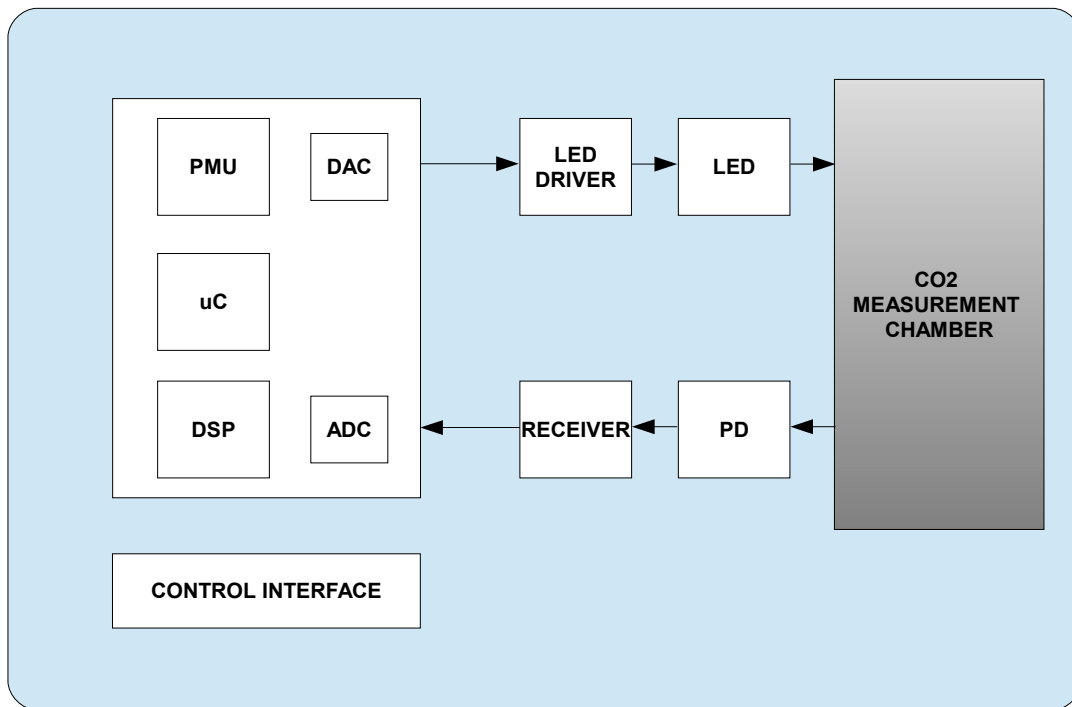 PMU
DAC
LED
DRIVER
LED
uC
CO2
MEASUREMENT
CHAMBER
DSP
ADC
RECEIVER
PD
CONTROL INTERFACE